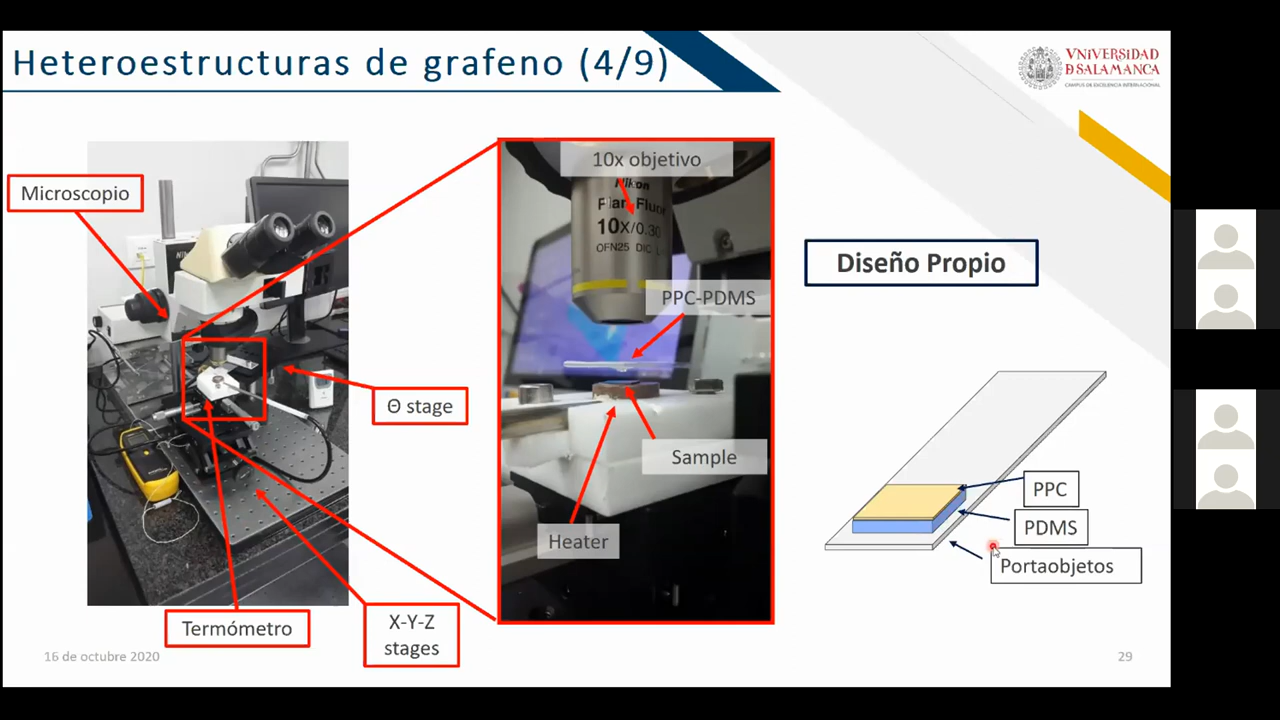 Heteroestructuras de grafeno (4/9)
VNiVERSiDAD
D SALAMANCA
CAMPUS DE EXCELENCIA INTERNACIONAL
Microscopio
Θ stage
Termómetro
X-Y-Z
stages
10x objetivo
Nikon
Plan Fluor
10x/0.30
OFN25 DIC L
PPC-PDMS
Sample
Heater
Diseño Propio
PPC
PDMS
Portaobjetos
16 de octubre 2020
29